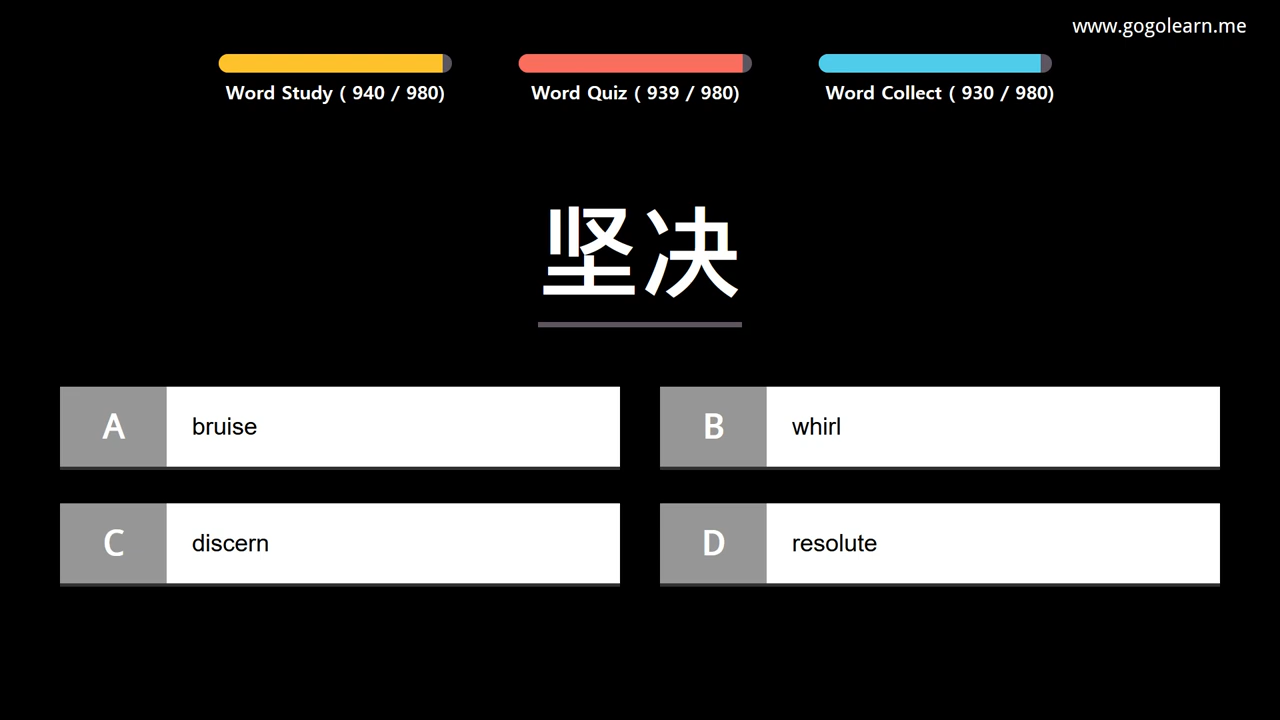 www.gogolearn.me
Word Study ( 940 / 980)
Word Quiz ( 939 / 980)
Word Collect ( 930 / 980)
坚决
A bruise
B whirl
C discern
D resolute